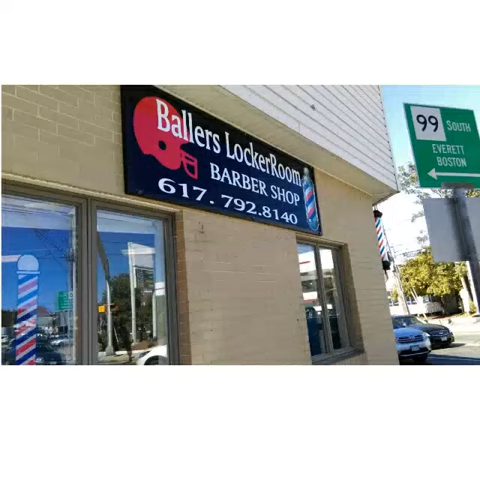 Ballers LockerRoom
BARBER SHOP
617.792.8140
99 SOUTH
EVERETT
BOSTON